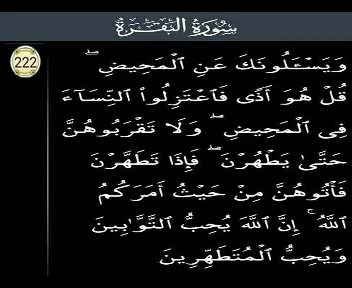 سُورَةُ الْبَقَرَةِ
222
وَيَسْـَٔلُونَكَ عَنِ ٱلْمَحِيضِ ۖ
قُلْ هُوَ أَذًى فَٱعْتَزِلُوا۟ ٱلنِّسَآءَ
فِى ٱلْمَحِيضِ ۖ وَلَا تَقْرَبُوهُنَّ
حَتَّىٰ يَطْهُرْنَ ۖ فَإِذَا تَطَهَّرْنَ
فَأْتُوهُنَّ مِنْ حَيْثُ أَمَرَكُمُ
ٱللَّهُ ۚ إِنَّ ٱللَّهَ يُحِبُّ ٱلتَّوَّٰبِينَ
وَيُحِبُّ ٱلْمُتَطَهِّرِينَ